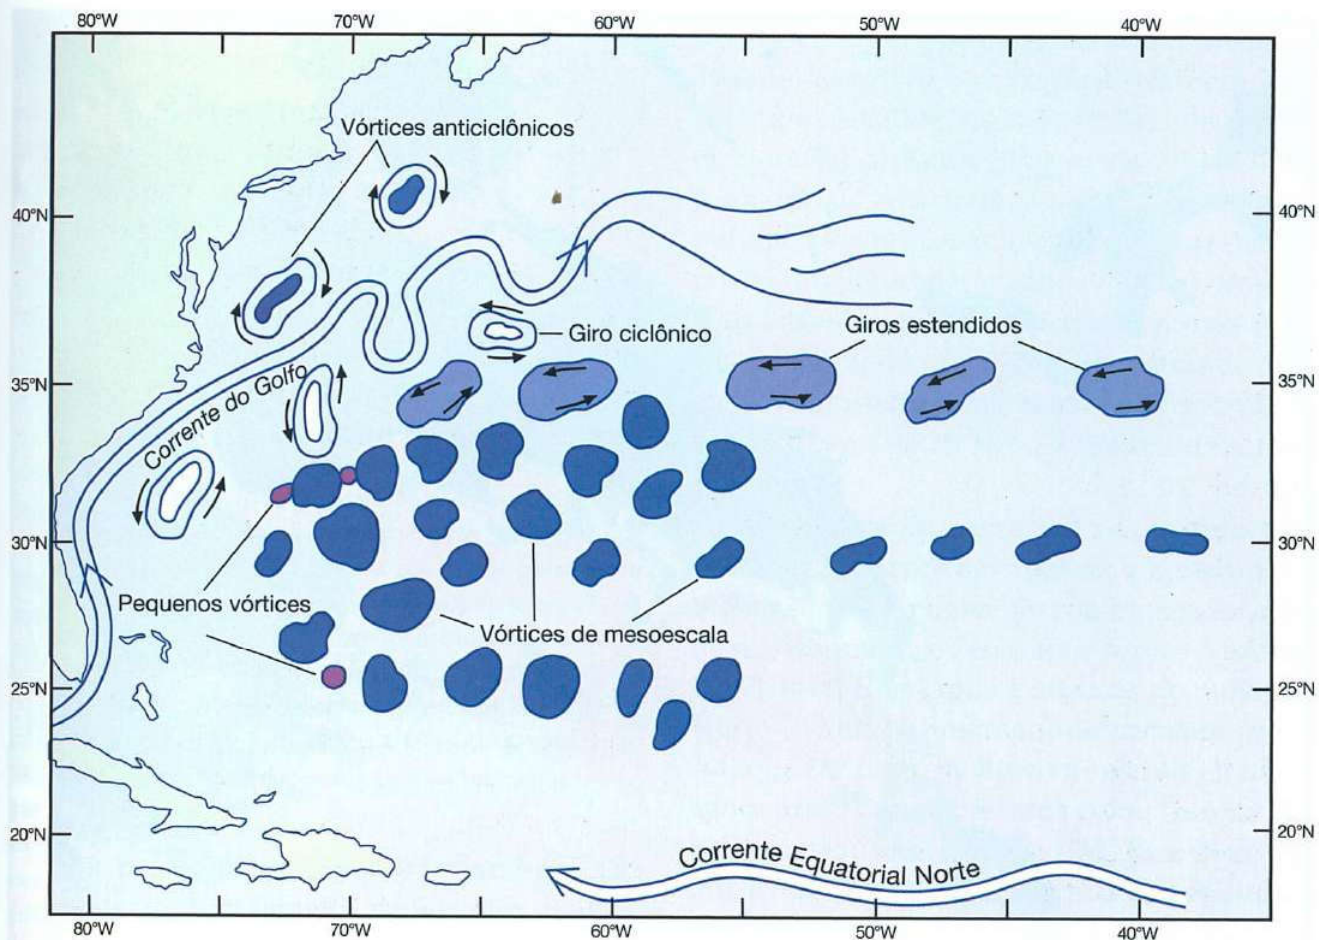 80°W 70°W 60°W 50°W 40°W
Vórtices anticiclônicos
40°N 40°N
Giro ciclônico
Giros estendidos
35°N 35°N
Corrente do Golfo
30°N 30°N
Pequenos vórtices
Vórtices de mesoescala
25°N 25°N
20°N 20°N
Corrente Equatorial Norte
80°W 70°W 60°W 50°W 40°W